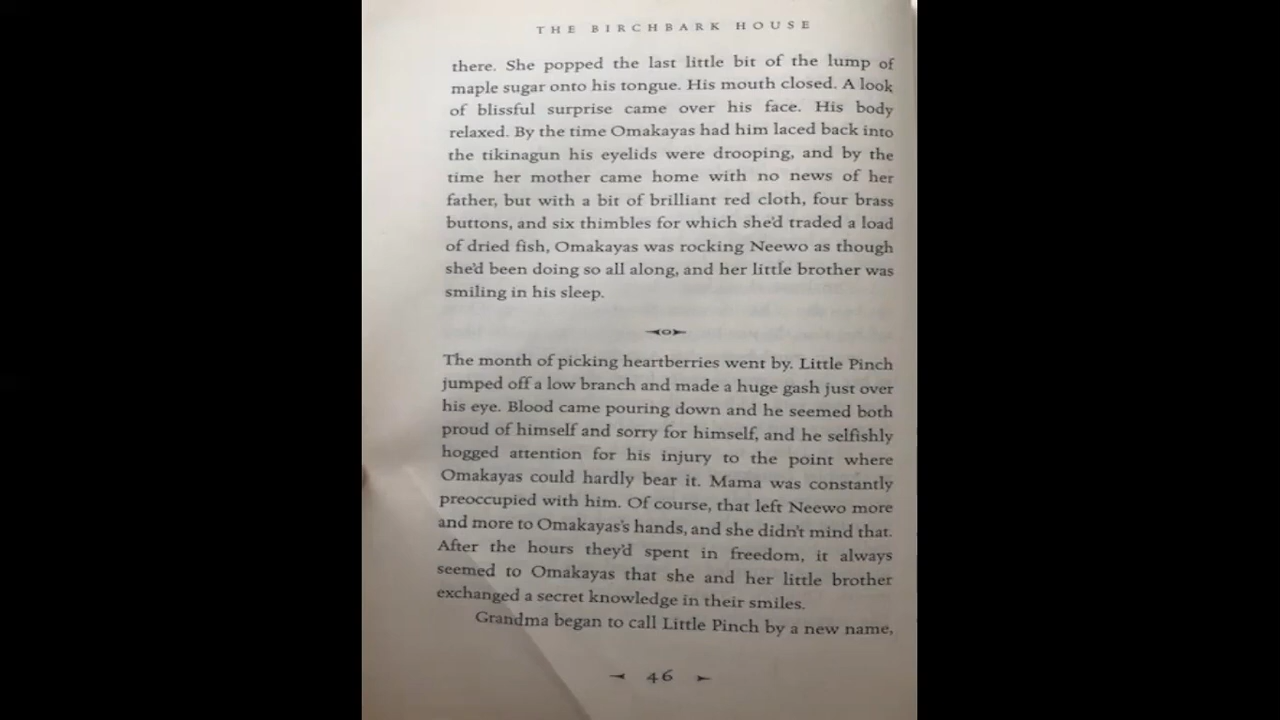 THE BIRCHBARK HOUSE
there. She popped the last little bit of the lump of
maple sugar onto his tongue. His mouth closed. A look
of blissful surprise came over his face. His body
relaxed. By the time Omakayas had him laced back into
the tikinagun his eyelids were drooping, and by the
time her mother came home with no news of her
father, but with a bit of brilliant red cloth, four brass
buttons, and six thimbles for which she'd traded a load
of dried fish, Omakayas was rocking Neewo as though
she'd been doing so all along, and her little brother was
smiling in his sleep.
The month of picking heartberries went by. Little Pinch
jumped off a low branch and made a huge gash just over
his eye. Blood came pouring down and he seemed both
proud of himself and sorry for himself, and he selfishly
hogged attention for his injury to the point where
Omakayas could hardly bear it. Mama was constantly
preoccupied with him. Of course, that left Neewo more
and more to Omakayas's hands, and she didn't mind that.
After the hours they'd spent in freedom, it always
seemed to Omakayas that she and her little brother
exchanged a secret knowledge in their smiles.
Grandma began to call Little Pinch by a new name,
46